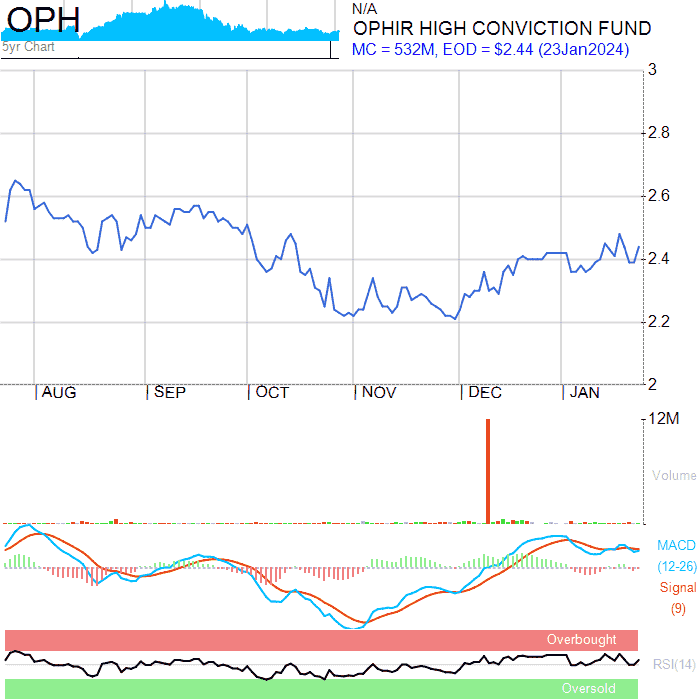 OPH
N/A
OPHIR HIGH CONVICTION FUND
5yr Chart
MC = 532M, EOD = $2.44 (23Jan2024)
3
2.8
2.6
2.4
2.2
2
AUG
SEP
OCT
NOV
DEC
JAN
12M
Volume
MACD
(12-26)
Signal
(9)
Overbought
RSI(14)
Oversold